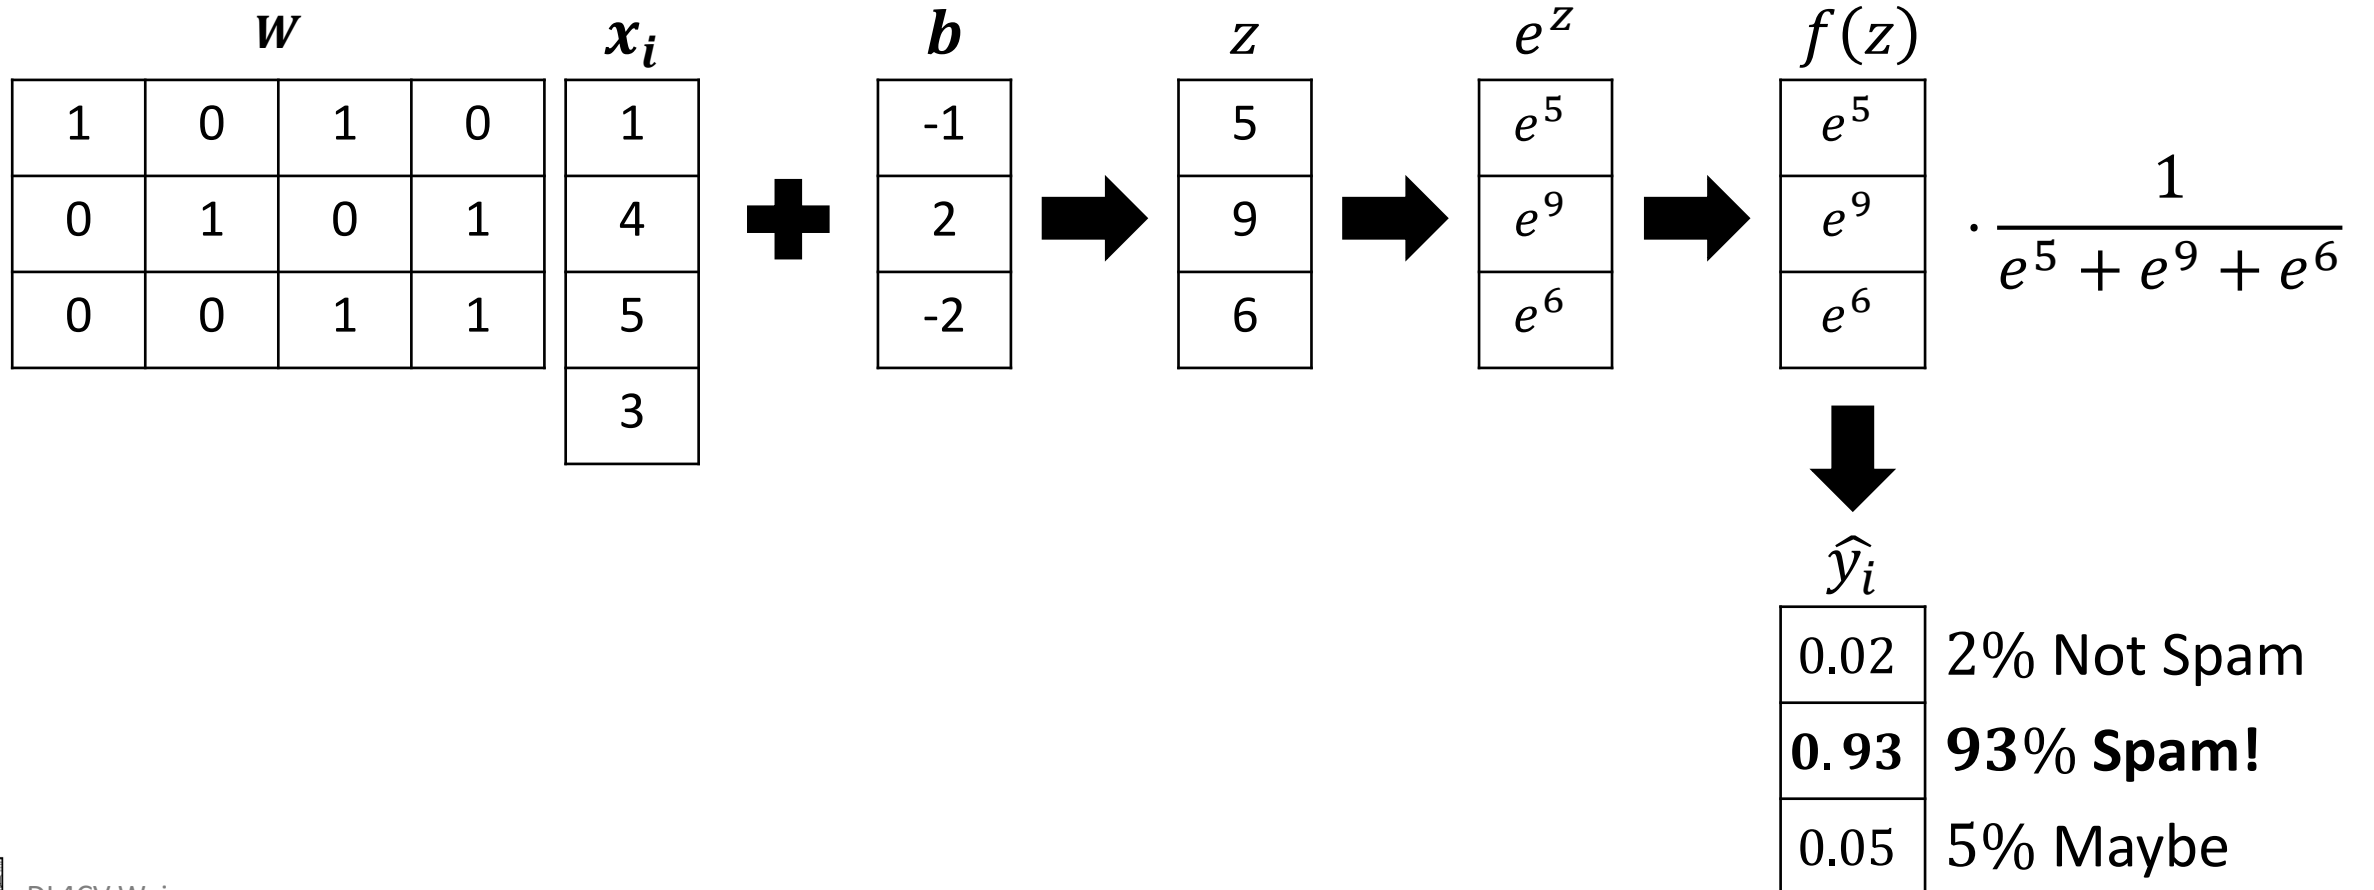 W x_i b z e^z f(z)
1 0 1 0 1 -1 5 e^5 e^5
0 1 0 1 4 2 9 e^9 e^9 · 1 / (e^5 + e^9 + e^6)
0 0 1 1 5 -2 6 e^6 e^6
3
ŷ_i
0.02 2% Not Spam
0.93 93% Spam!
0.05 5% Maybe